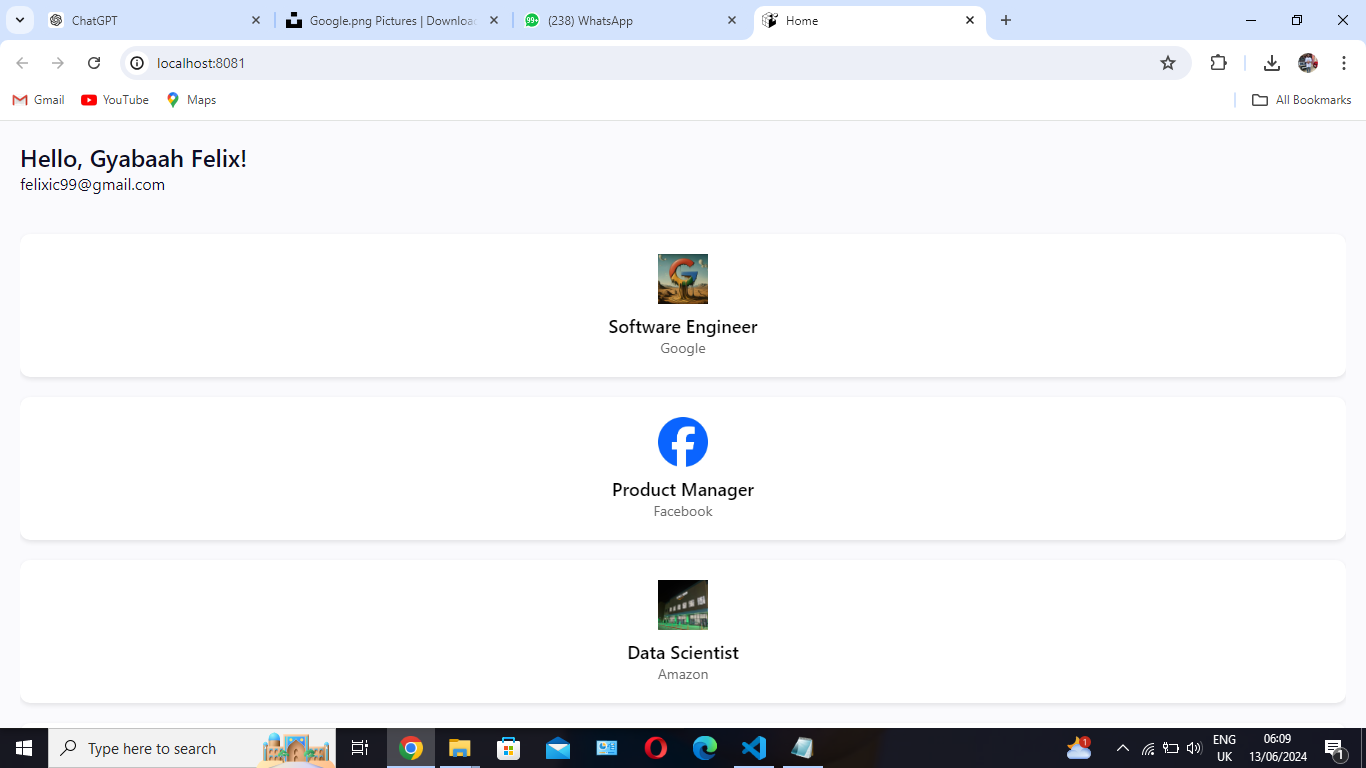 ChatGPT
Google.png Pictures | Downloa
99+
(238) WhatsApp
Home
localhost:8081
Gmail
YouTube
Maps
All Bookmarks
Hello, Gyabaah Felix!
felixic99@gmail.com
Software Engineer
Google
Product Manager
Facebook
Data Scientist
Amazon
Type here to search
1
ENG
UK
06:09
13/06/2024
1